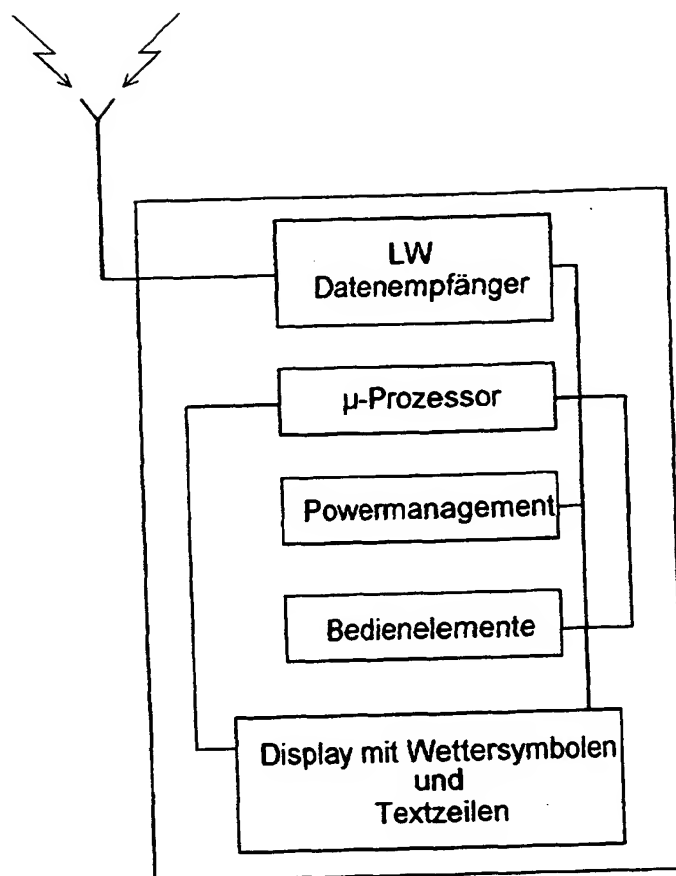 LW
Datenempfänger
µ-Prozessor
Powermanagement
Bedienelemente
Display mit Wettersymbolen
und
Textzeilen